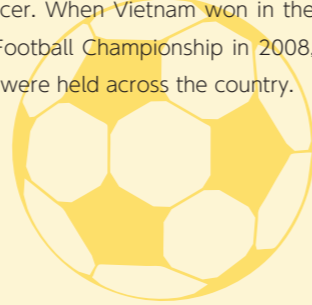 cer. When Vietnam won in the
Football Championship in 2008,
were held across the country.